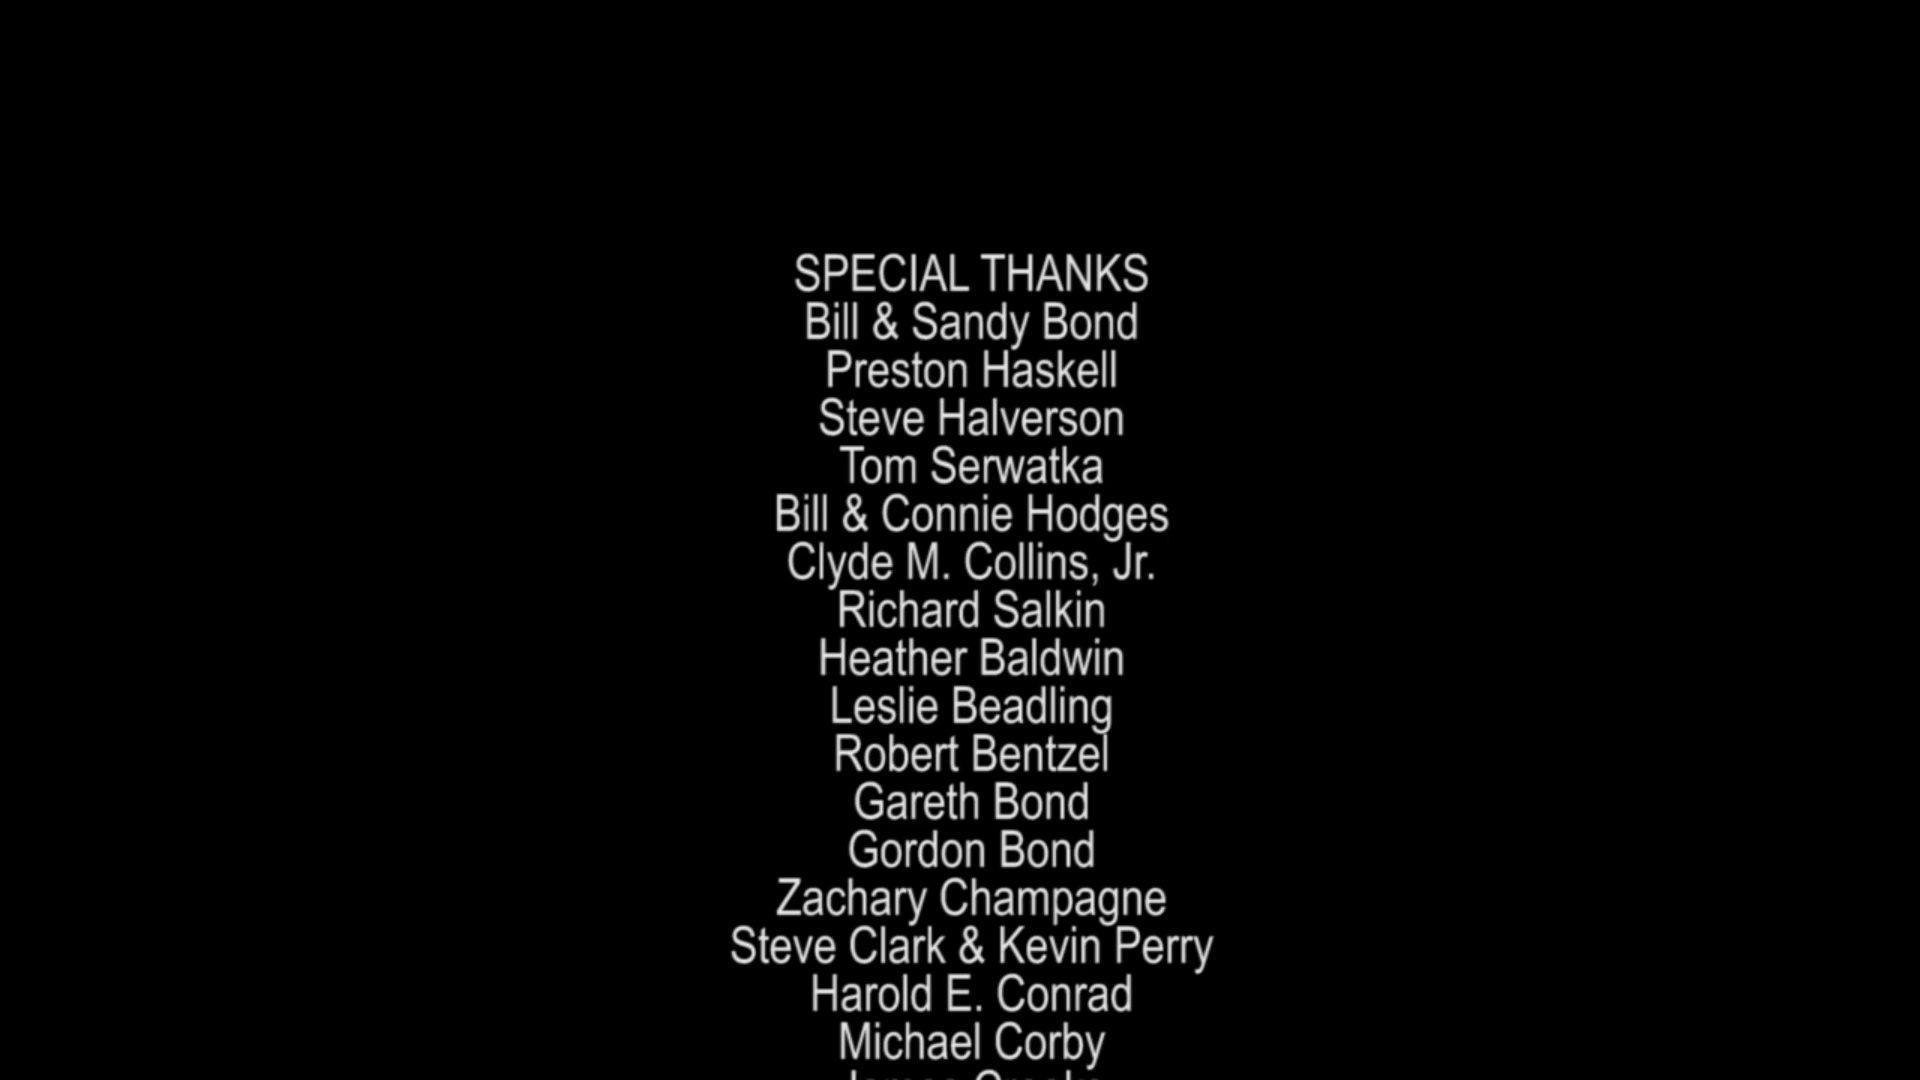 SPECIAL THANKS
Bill & Sandy Bond
Preston Haskell
Steve Halverson
Tom Serwatka
Bill & Connie Hodges
Clyde M. Collins, Jr.
Richard Salkin
Heather Baldwin
Leslie Beadling
Robert Bentzel
Gareth Bond
Gordon Bond
Zachary Champagne
Steve Clark & Kevin Perry
Harold E. Conrad
Michael Corby